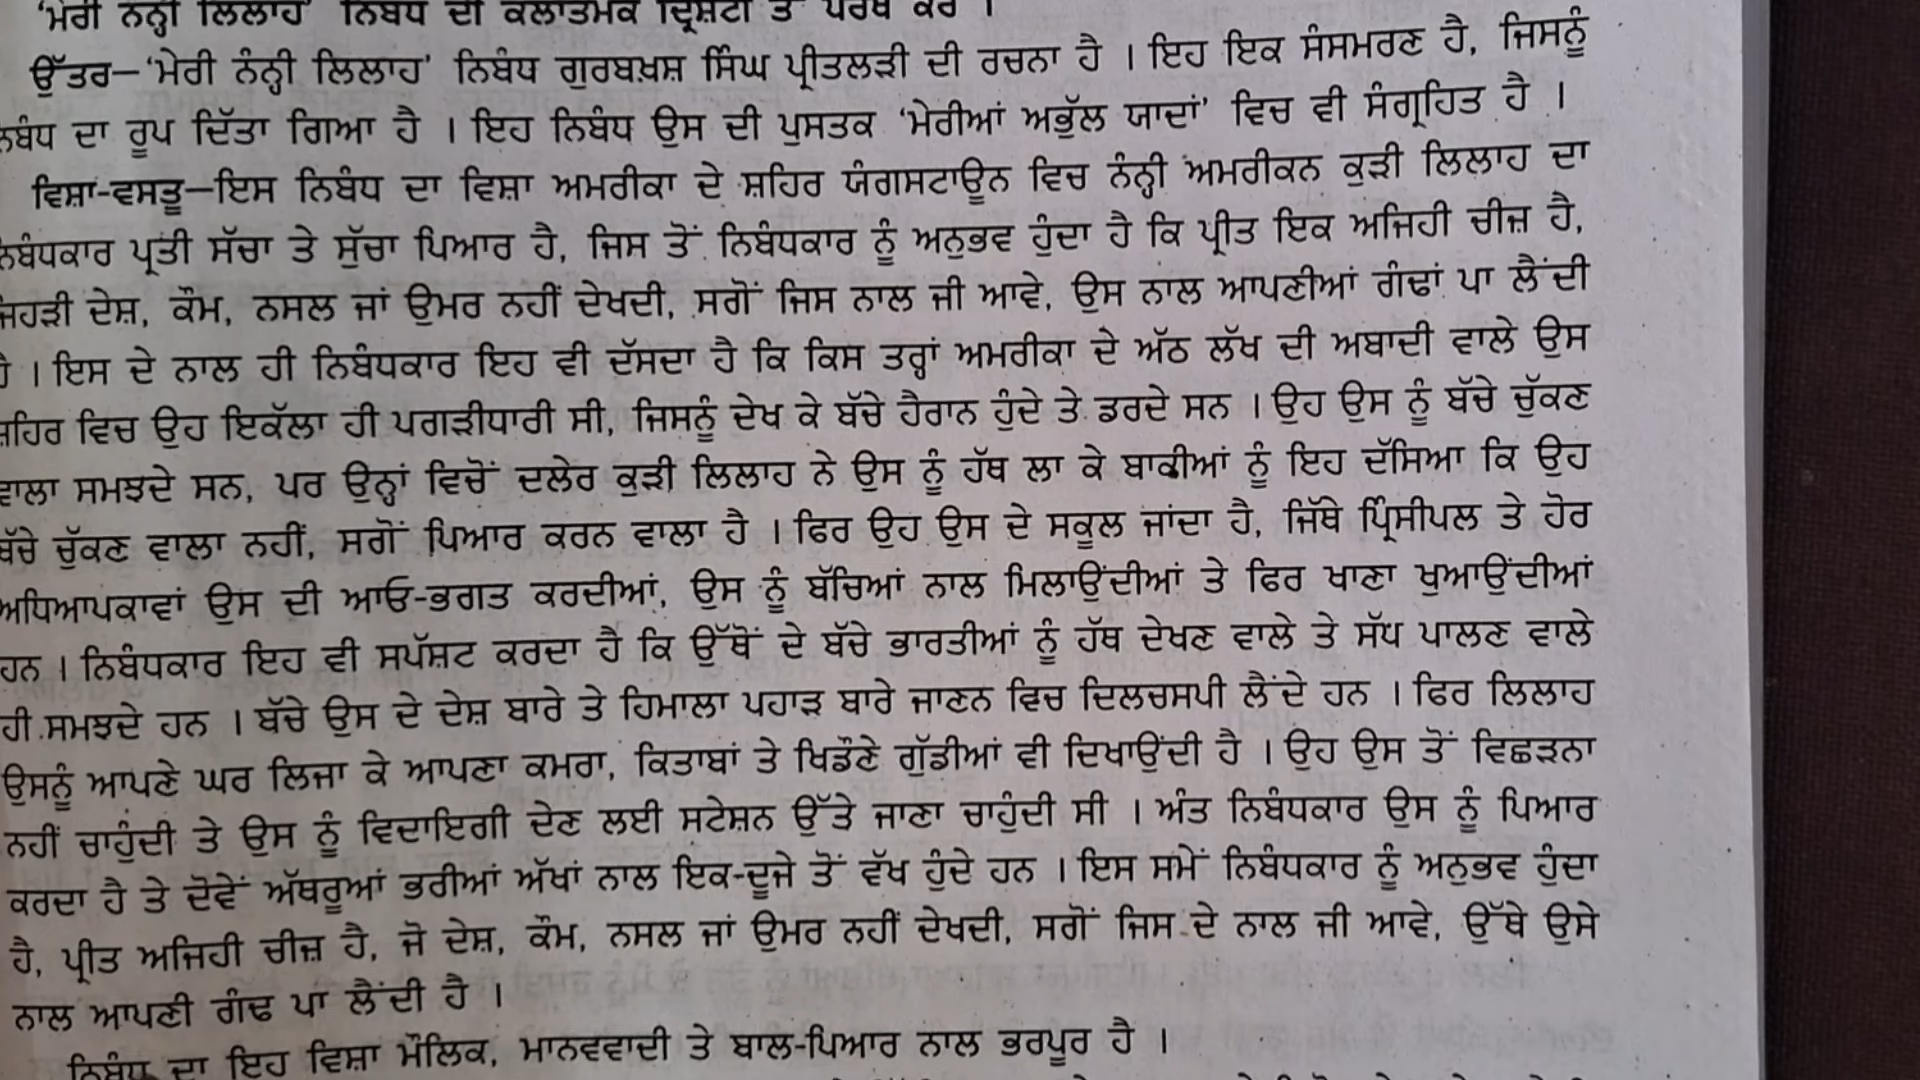 'ਮੇਰੀ ਨੰਨ੍ਹੀ ਲਿਲਾਹ' ਨਿਬੰਧ ਦੀ ਕਲਾਤਮਕ ਦ੍ਰਿਸ਼ਟੀ ਤੋਂ ਪਰਖ ਕਰੋ ।
ਉੱਤਰ—'ਮੇਰੀ ਨੰਨ੍ਹੀ ਲਿਲਾਹ' ਨਿਬੰਧ ਗੁਰਬਖ਼ਸ਼ ਸਿੰਘ ਪ੍ਰੀਤਲੜੀ ਦੀ ਰਚਨਾ ਹੈ । ਇਹ ਇਕ ਸੰਸਮਰਣ ਹੈ, ਜਿਸਨੂੰ
ਨਿਬੰਧ ਦਾ ਰੂਪ ਦਿੱਤਾ ਗਿਆ ਹੈ । ਇਹ ਨਿਬੰਧ ਉਸ ਦੀ ਪੁਸਤਕ 'ਮੇਰੀਆਂ ਅਭੁੱਲ ਯਾਦਾਂ' ਵਿਚ ਵੀ ਸੰਗ੍ਰਹਿਤ ਹੈ ।
ਵਿਸ਼ਾ-ਵਸਤੂ—ਇਸ ਨਿਬੰਧ ਦਾ ਵਿਸ਼ਾ ਅਮਰੀਕਾ ਦੇ ਸ਼ਹਿਰ ਯੰਗਸਟਾਊਨ ਵਿਚ ਨੰਨ੍ਹੀ ਅਮਰੀਕਨ ਕੁੜੀ ਲਿਲਾਹ ਦਾ
ਨਿਬੰਧਕਾਰ ਪ੍ਰਤੀ ਸੱਚਾ ਤੇ ਸੁੱਚਾ ਪਿਆਰ ਹੈ, ਜਿਸ ਤੋਂ ਨਿਬੰਧਕਾਰ ਨੂੰ ਅਨੁਭਵ ਹੁੰਦਾ ਹੈ ਕਿ ਪ੍ਰੀਤ ਇਕ ਅਜਿਹੀ ਚੀਜ਼ ਹੈ,
ਜਿਹੜੀ ਦੇਸ਼, ਕੌਮ, ਨਸਲ ਜਾਂ ਉਮਰ ਨਹੀਂ ਦੇਖਦੀ, ਸਗੋਂ ਜਿਸ ਨਾਲ ਜੀ ਆਵੇ, ਉਸ ਨਾਲ ਆਪਣੀਆਂ ਗੰਢਾਂ ਪਾ ਲੈਂਦੀ
ਹੈ । ਇਸ ਦੇ ਨਾਲ ਹੀ ਨਿਬੰਧਕਾਰ ਇਹ ਵੀ ਦੱਸਦਾ ਹੈ ਕਿ ਕਿਸ ਤਰ੍ਹਾਂ ਅਮਰੀਕਾ ਦੇ ਅੱਠ ਲੱਖ ਦੀ ਅਬਾਦੀ ਵਾਲੇ ਉਸ
ਸ਼ਹਿਰ ਵਿਚ ਉਹ ਇਕੱਲਾ ਹੀ ਪਗੜੀਧਾਰੀ ਸੀ, ਜਿਸਨੂੰ ਦੇਖ ਕੇ ਬੱਚੇ ਹੈਰਾਨ ਹੁੰਦੇ ਤੇ ਡਰਦੇ ਸਨ । ਉਹ ਉਸ ਨੂੰ ਬੱਚੇ ਚੁੱਕਣ
ਵਾਲਾ ਸਮਝਦੇ ਸਨ, ਪਰ ਉਨ੍ਹਾਂ ਵਿਚੋਂ ਦਲੇਰ ਕੁੜੀ ਲਿਲਾਹ ਨੇ ਉਸ ਨੂੰ ਹੱਥ ਲਾ ਕੇ ਬਾਕੀਆਂ ਨੂੰ ਇਹ ਦੱਸਿਆ ਕਿ ਉਹ
ਬੱਚੇ ਚੁੱਕਣ ਵਾਲਾ ਨਹੀਂ, ਸਗੋਂ ਪਿਆਰ ਕਰਨ ਵਾਲਾ ਹੈ । ਫਿਰ ਉਹ ਉਸ ਦੇ ਸਕੂਲ ਜਾਂਦਾ ਹੈ, ਜਿੱਥੇ ਪ੍ਰਿੰਸੀਪਲ ਤੇ ਹੋਰ
ਅਧਿਆਪਕਾਵਾਂ ਉਸ ਦੀ ਆਓ-ਭਗਤ ਕਰਦੀਆਂ, ਉਸ ਨੂੰ ਬੱਚਿਆਂ ਨਾਲ ਮਿਲਾਉਂਦੀਆਂ ਤੇ ਫਿਰ ਖਾਣਾ ਖੁਆਉਂਦੀਆਂ
ਹਨ । ਨਿਬੰਧਕਾਰ ਇਹ ਵੀ ਸਪੱਸ਼ਟ ਕਰਦਾ ਹੈ ਕਿ ਉੱਥੋਂ ਦੇ ਬੱਚੇ ਭਾਰਤੀਆਂ ਨੂੰ ਹੱਥ ਦੇਖਣ ਵਾਲੇ ਤੇ ਸੱਪ ਪਾਲਣ ਵਾਲੇ
ਹੀ ਸਮਝਦੇ ਹਨ । ਬੱਚੇ ਉਸ ਦੇ ਦੇਸ਼ ਬਾਰੇ ਤੇ ਹਿਮਾਲਾ ਪਹਾੜ ਬਾਰੇ ਜਾਣਨ ਵਿਚ ਦਿਲਚਸਪੀ ਲੈਂਦੇ ਹਨ । ਫਿਰ ਲਿਲਾਹ
ਉਸਨੂੰ ਆਪਣੇ ਘਰ ਲਿਜਾ ਕੇ ਆਪਣਾ ਕਮਰਾ, ਕਿਤਾਬਾਂ ਤੇ ਖਿਡੌਣੇ ਗੁੱਡੀਆਂ ਵੀ ਦਿਖਾਉਂਦੀ ਹੈ । ਉਹ ਉਸ ਤੋਂ ਵਿਛੜਨਾ
ਨਹੀਂ ਚਾਹੁੰਦੀ ਤੇ ਉਸ ਨੂੰ ਵਿਦਾਇਗੀ ਦੇਣ ਲਈ ਸਟੇਸ਼ਨ ਉੱਤੇ ਜਾਣਾ ਚਾਹੁੰਦੀ ਸੀ । ਅੰਤ ਨਿਬੰਧਕਾਰ ਉਸ ਨੂੰ ਪਿਆਰ
ਕਰਦਾ ਹੈ ਤੇ ਦੋਵੇਂ ਅੱਥਰੂਆਂ ਭਰੀਆਂ ਅੱਖਾਂ ਨਾਲ ਇਕ-ਦੂਜੇ ਤੋਂ ਵੱਖ ਹੁੰਦੇ ਹਨ । ਇਸ ਸਮੇਂ ਨਿਬੰਧਕਾਰ ਨੂੰ ਅਨੁਭਵ ਹੁੰਦਾ
ਹੈ, ਪ੍ਰੀਤ ਅਜਿਹੀ ਚੀਜ਼ ਹੈ, ਜੋ ਦੇਸ਼, ਕੌਮ, ਨਸਲ ਜਾਂ ਉਮਰ ਨਹੀਂ ਦੇਖਦੀ, ਸਗੋਂ ਜਿਸ ਦੇ ਨਾਲ ਜੀ ਆਵੇ, ਉੱਥੇ ਉਸੇ
ਨਾਲ ਆਪਣੀ ਗੰਢ ਪਾ ਲੈਂਦੀ ਹੈ ।
ਨਿਬੰਧ ਦਾ ਇਹ ਵਿਸ਼ਾ ਮੌਲਿਕ, ਮਾਨਵਵਾਦੀ ਤੇ ਬਾਲ-ਪਿਆਰ ਨਾਲ ਭਰਪੂਰ ਹੈ ।